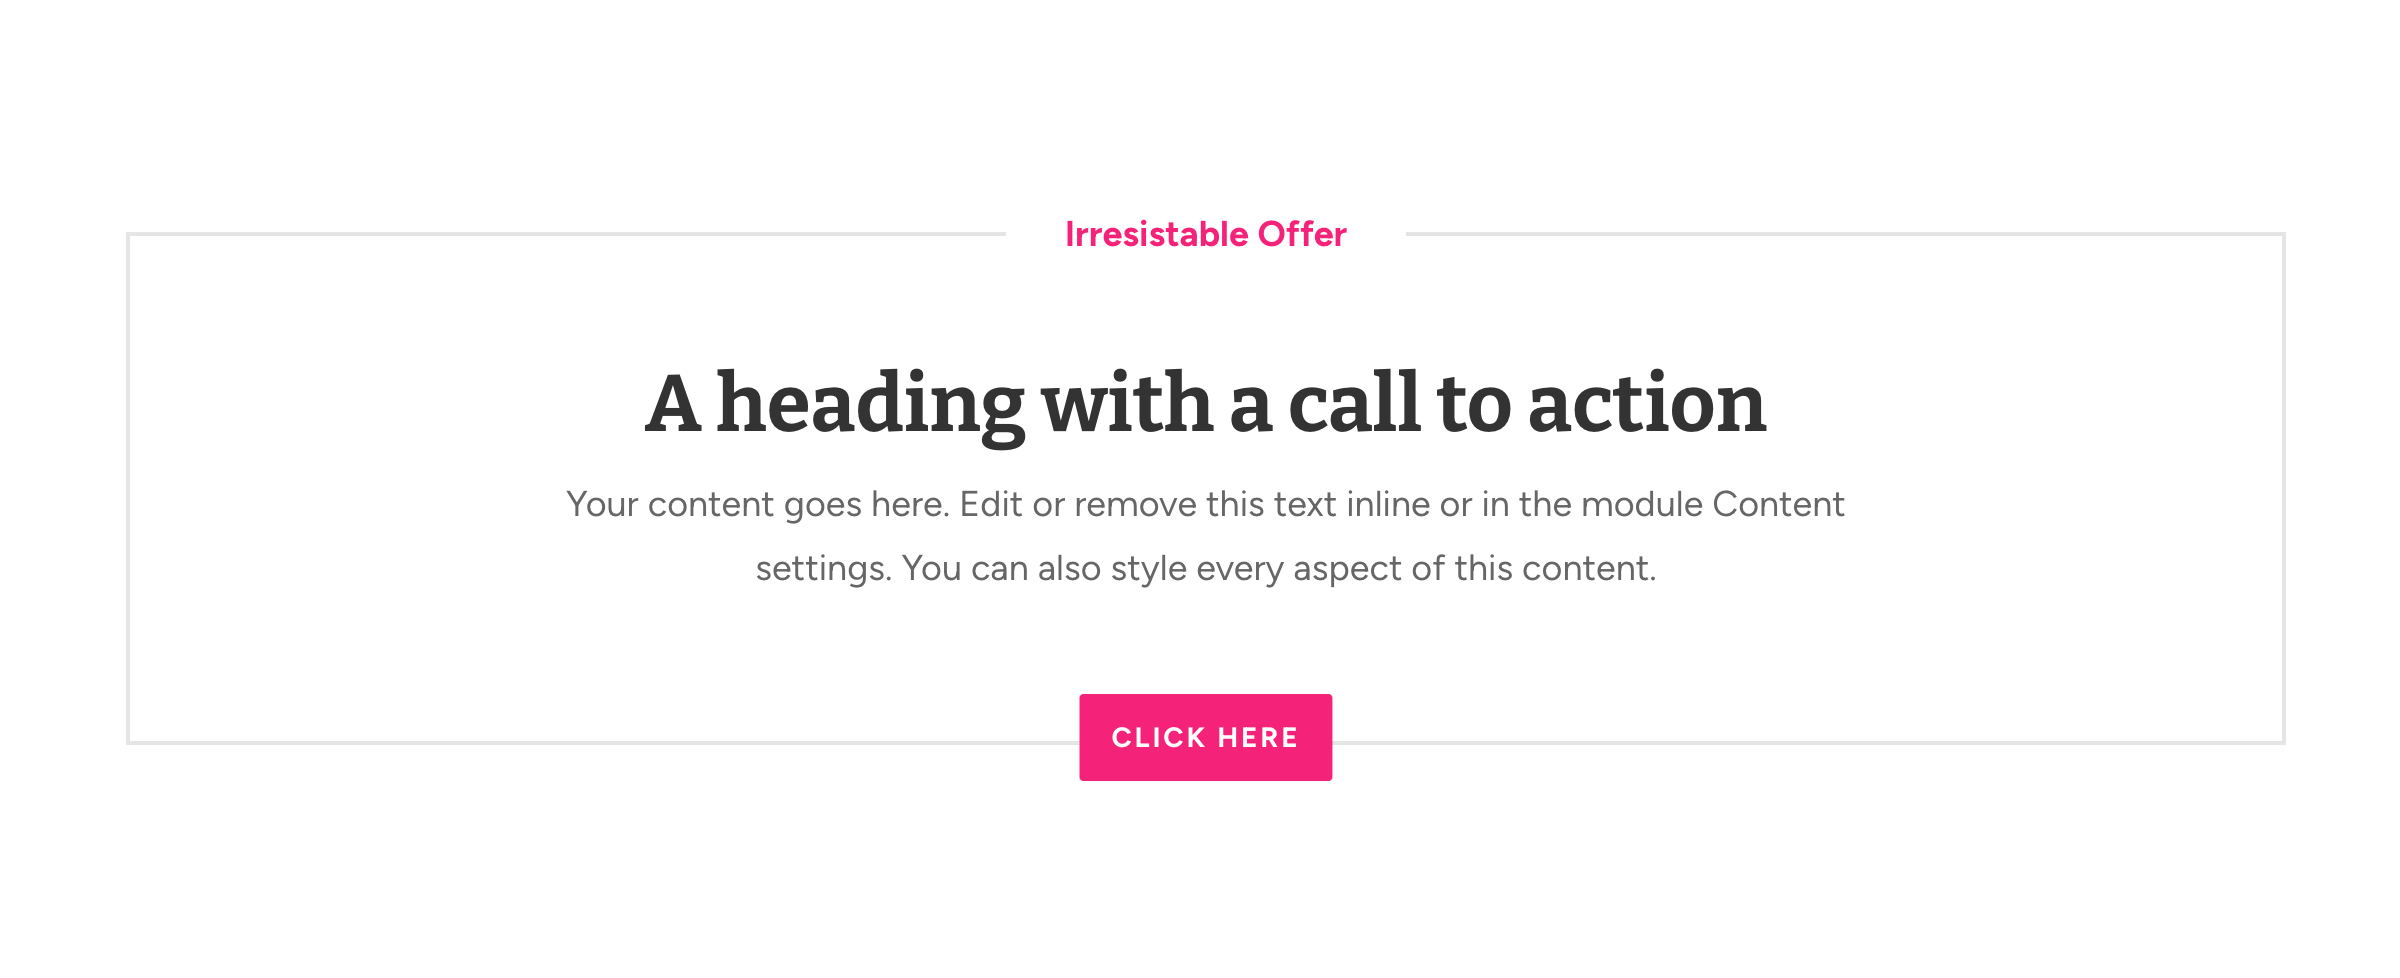 Irresistable Offer
A heading with a call to action
Your content goes here. Edit or remove this text inline or in the module Content
settings. You can also style every aspect of this content.
CLICK HERE